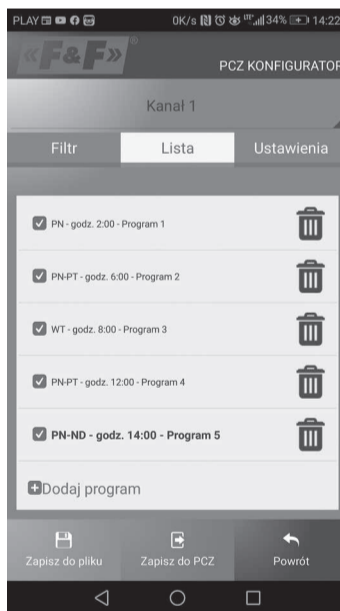 PLAY 0K/s 34% 14:22
«F&F»®
PCZ KONFIGURATOR
Kanał 1
Filtr Lista Ustawienia
PN - godz. 2:00 - Program 1
PN-PT - godz. 6:00 - Program 2
WT - godz. 8:00 - Program 3
PN-PT - godz. 12:00 - Program 4
PN-ND - godz. 14:00 - Program 5
Dodaj program
Zapisz do pliku Zapisz do PCZ Powrót